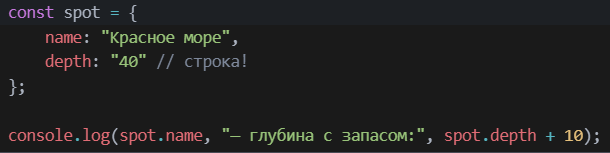 const spot = {
    name: "Красное море",
    depth: "40" // строка!
};

console.log(spot.name, "— глубина с запасом:", spot.depth + 10);